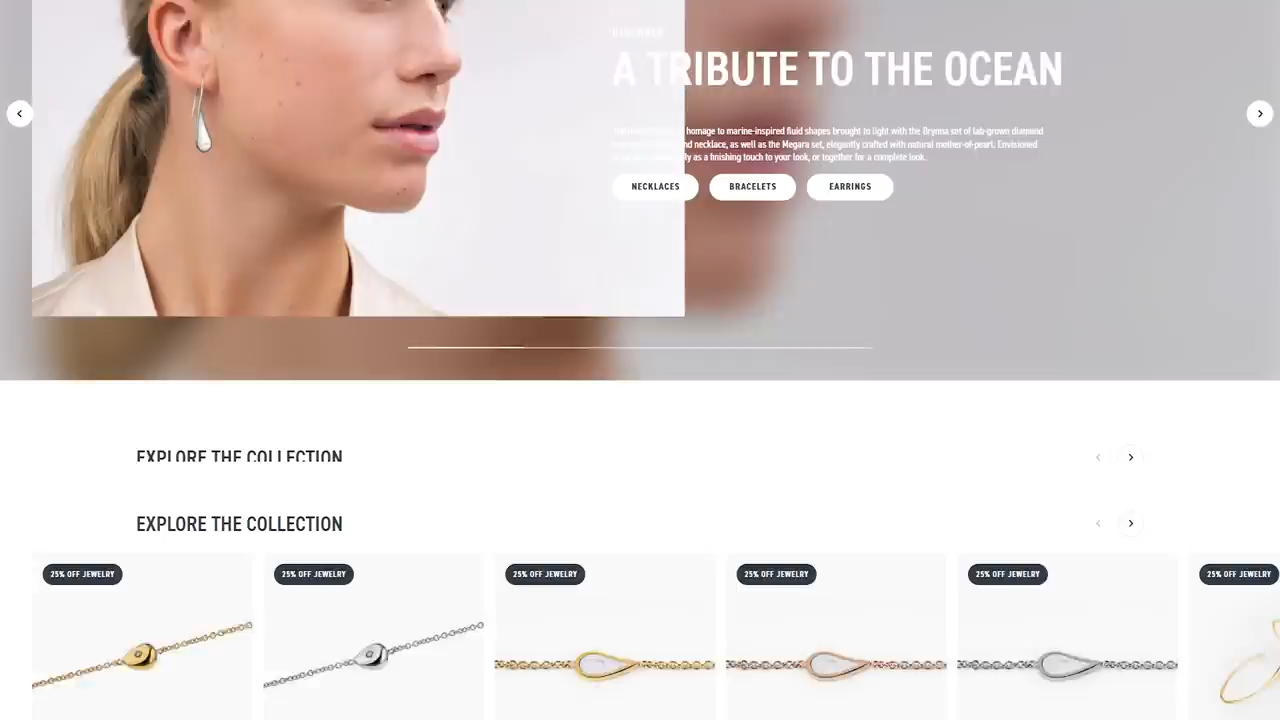 A TRIBUTE TO THE OCEAN
homage to marine-inspired fluid shapes brought to light with the Brynna set of lab-grown diamond
and necklace, as well as the Megara set, elegantly crafted with natural mother-of-pearl. Envisioned
as a finishing touch to your look, or together for a complete look.
NECKLACES BRACELETS EARRINGS
EXPLORE THE COLLECTION
EXPLORE THE COLLECTION
25% OFF JEWELRY 25% OFF JEWELRY 25% OFF JEWELRY 25% OFF JEWELRY 25% OFF JEWELRY 25% OFF JEWELRY